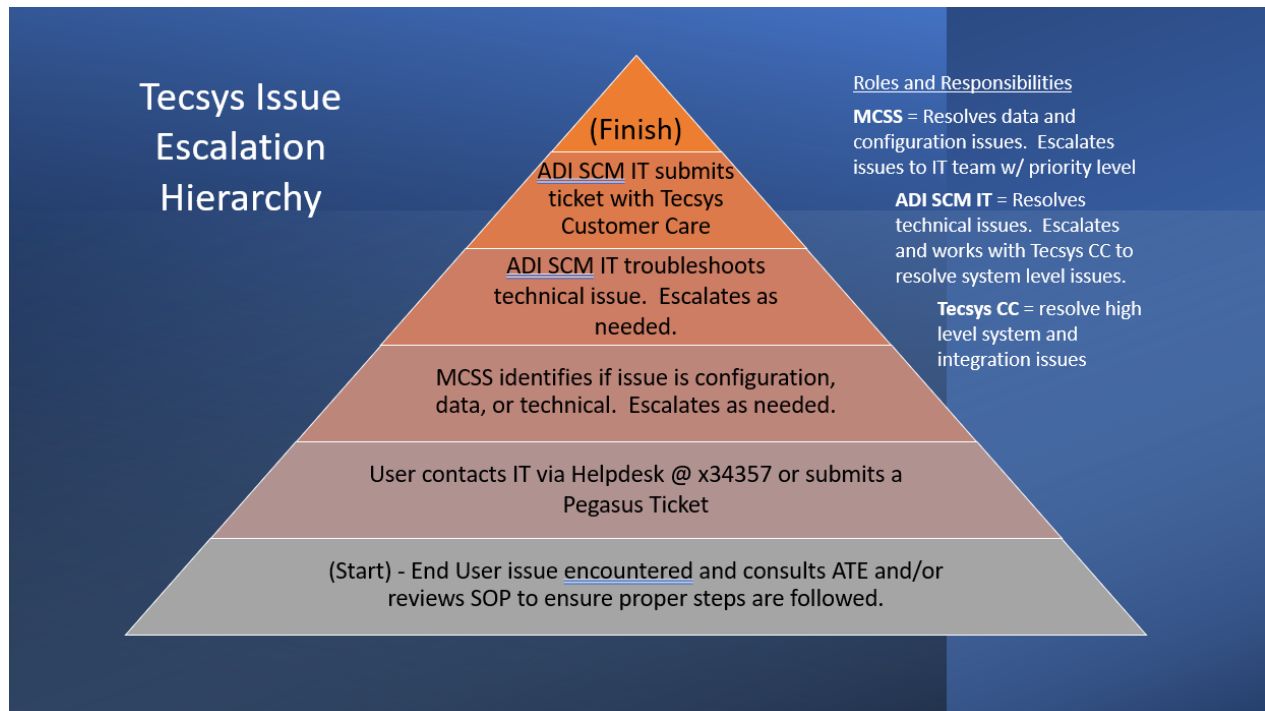 Tecsys Issue
Escalation
Hierarchy
(Finish)
ADI SCM IT submits
ticket with Tecsys
Customer Care
ADI SCM IT troubleshoots
technical issue.  Escalates as
needed.
MCSS identifies if issue is configuration,
data, or technical.  Escalates as needed.
User contacts IT via Helpdesk @ x34357 or submits a
Pegasus Ticket
(Start) - End User issue encountered and consults ATE and/or
reviews SOP to ensure proper steps are followed.
Roles and Responsibilities
MCSS = Resolves data and
configuration issues.  Escalates
issues to IT team w/ priority level
ADI SCM IT = Resolves
technical issues.  Escalates
and works with Tecsys CC to
resolve system level issues.
Tecsys CC = resolve high
level system and
integration issues